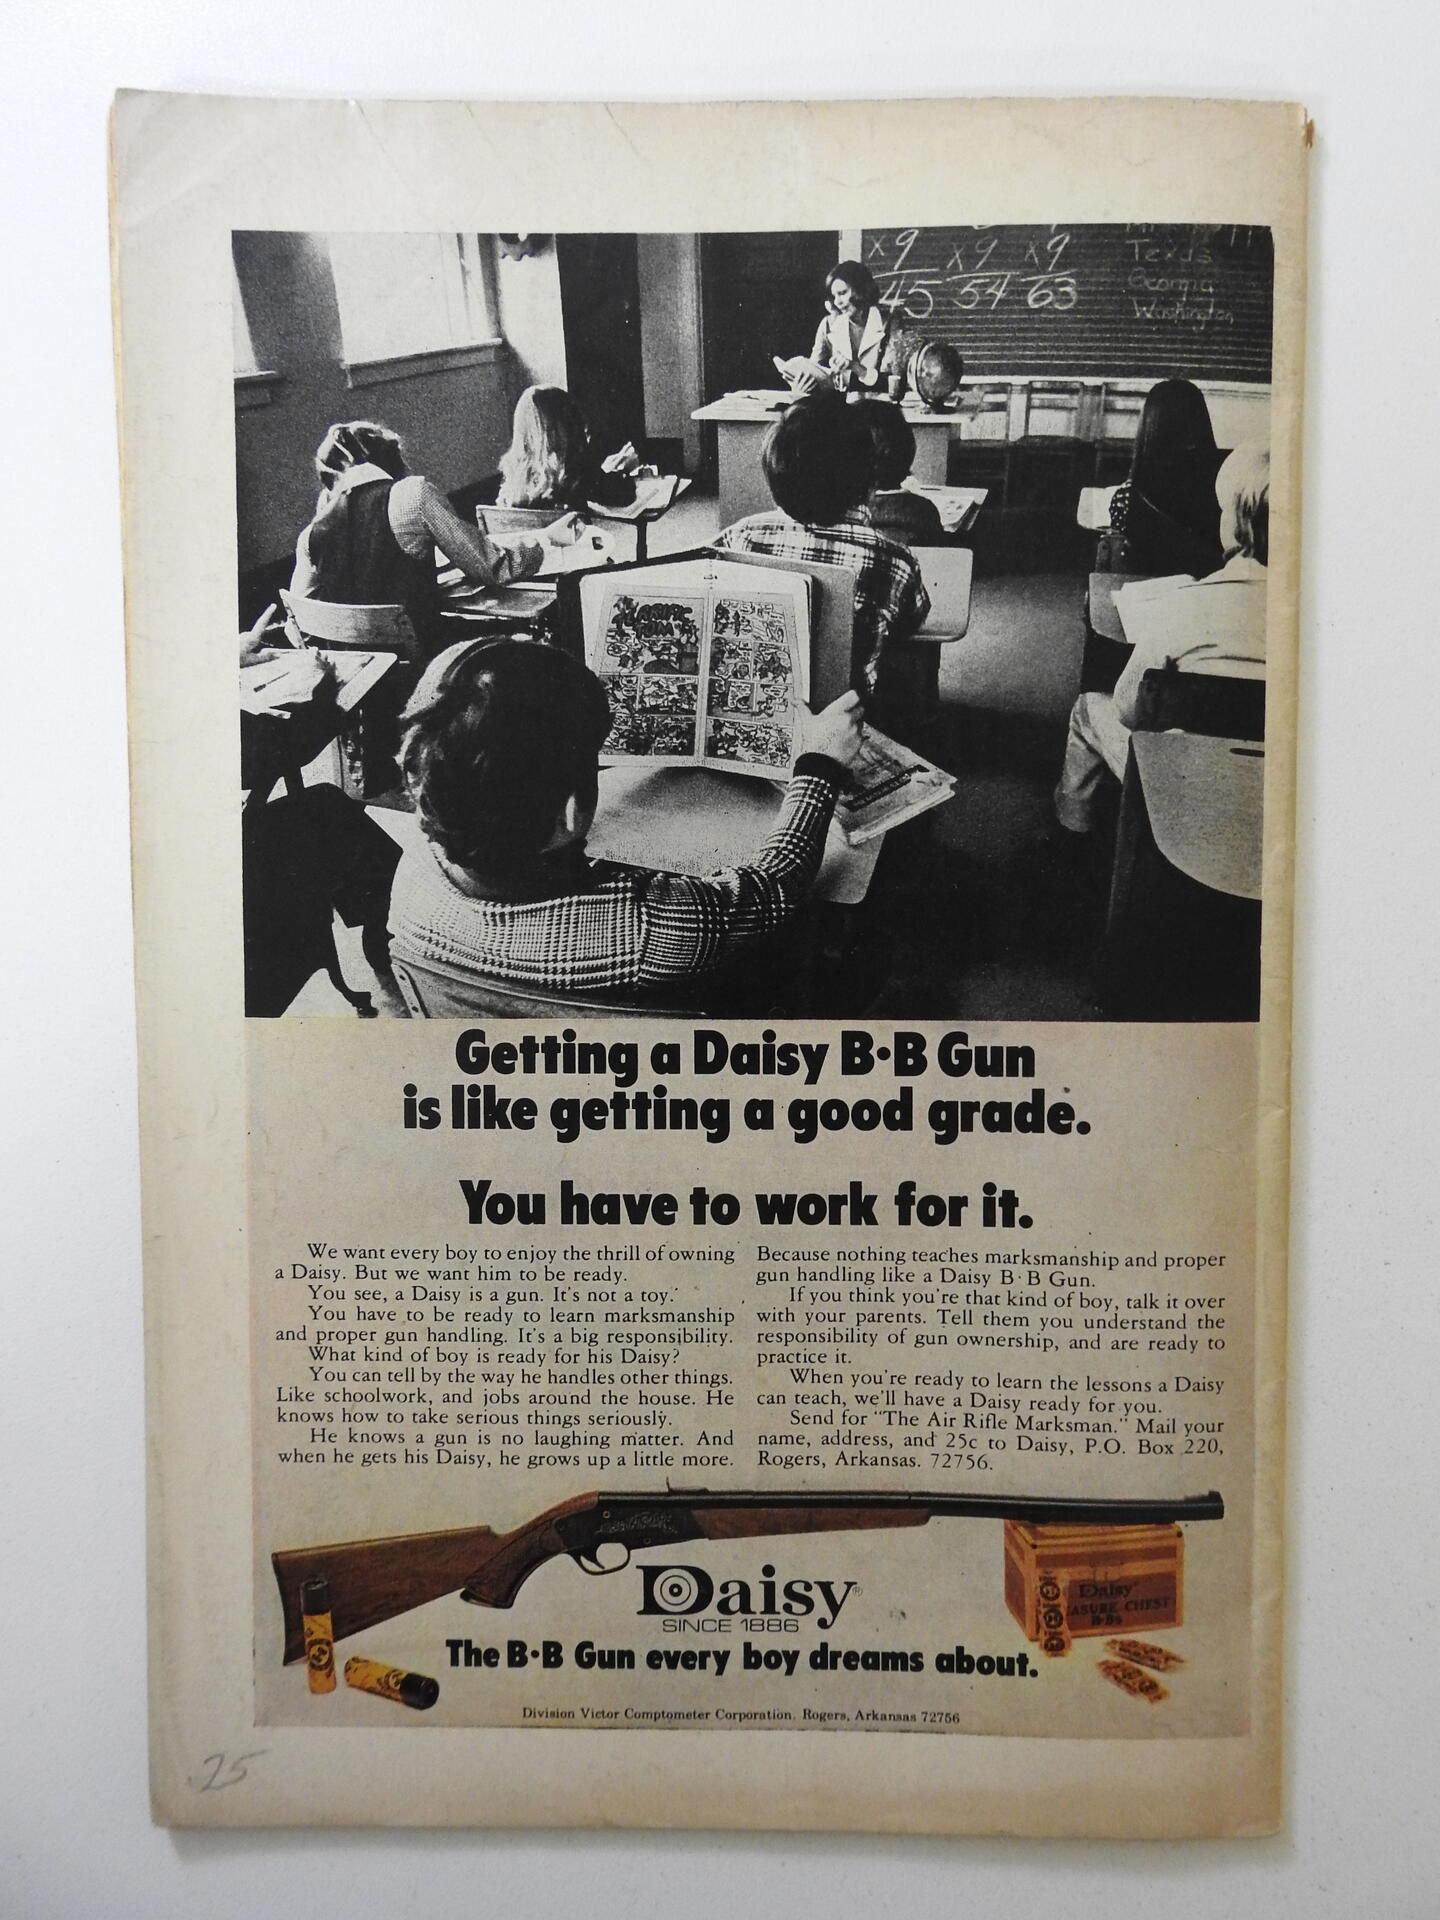 x9 x9 x9
45 54 63
Texas
Georgia
Washington
Getting a Daisy B·B Gun
is like getting a good grade.
You have to work for it.
We want every boy to enjoy the thrill of owning
a Daisy. But we want him to be ready.
You see, a Daisy is a gun. It's not a toy.
You have to be ready to learn marksmanship
and proper gun handling. It's a big responsibility.
What kind of boy is ready for his Daisy?
You can tell by the way he handles other things.
Like schoolwork, and jobs around the house. He
knows how to take serious things seriously.
He knows a gun is no laughing matter. And
when he gets his Daisy, he grows up a little more.
Because nothing teaches marksmanship and proper
gun handling like a Daisy B·B Gun.
If you think you're that kind of boy, talk it over
with your parents. Tell them you understand the
responsibility of gun ownership, and are ready to
practice it.
When you're ready to learn the lessons a Daisy
can teach, we'll have a Daisy ready for you.
Send for "The Air Rifle Marksman." Mail your
name, address, and 25c to Daisy, P.O. Box 220,
Rogers, Arkansas. 72756.
Daisy®
SINCE 1886
Daisy
ASURE CHEST
B·Bs
The B·B Gun every boy dreams about.
Division Victor Comptometer Corporation, Rogers, Arkansas 72756
.25